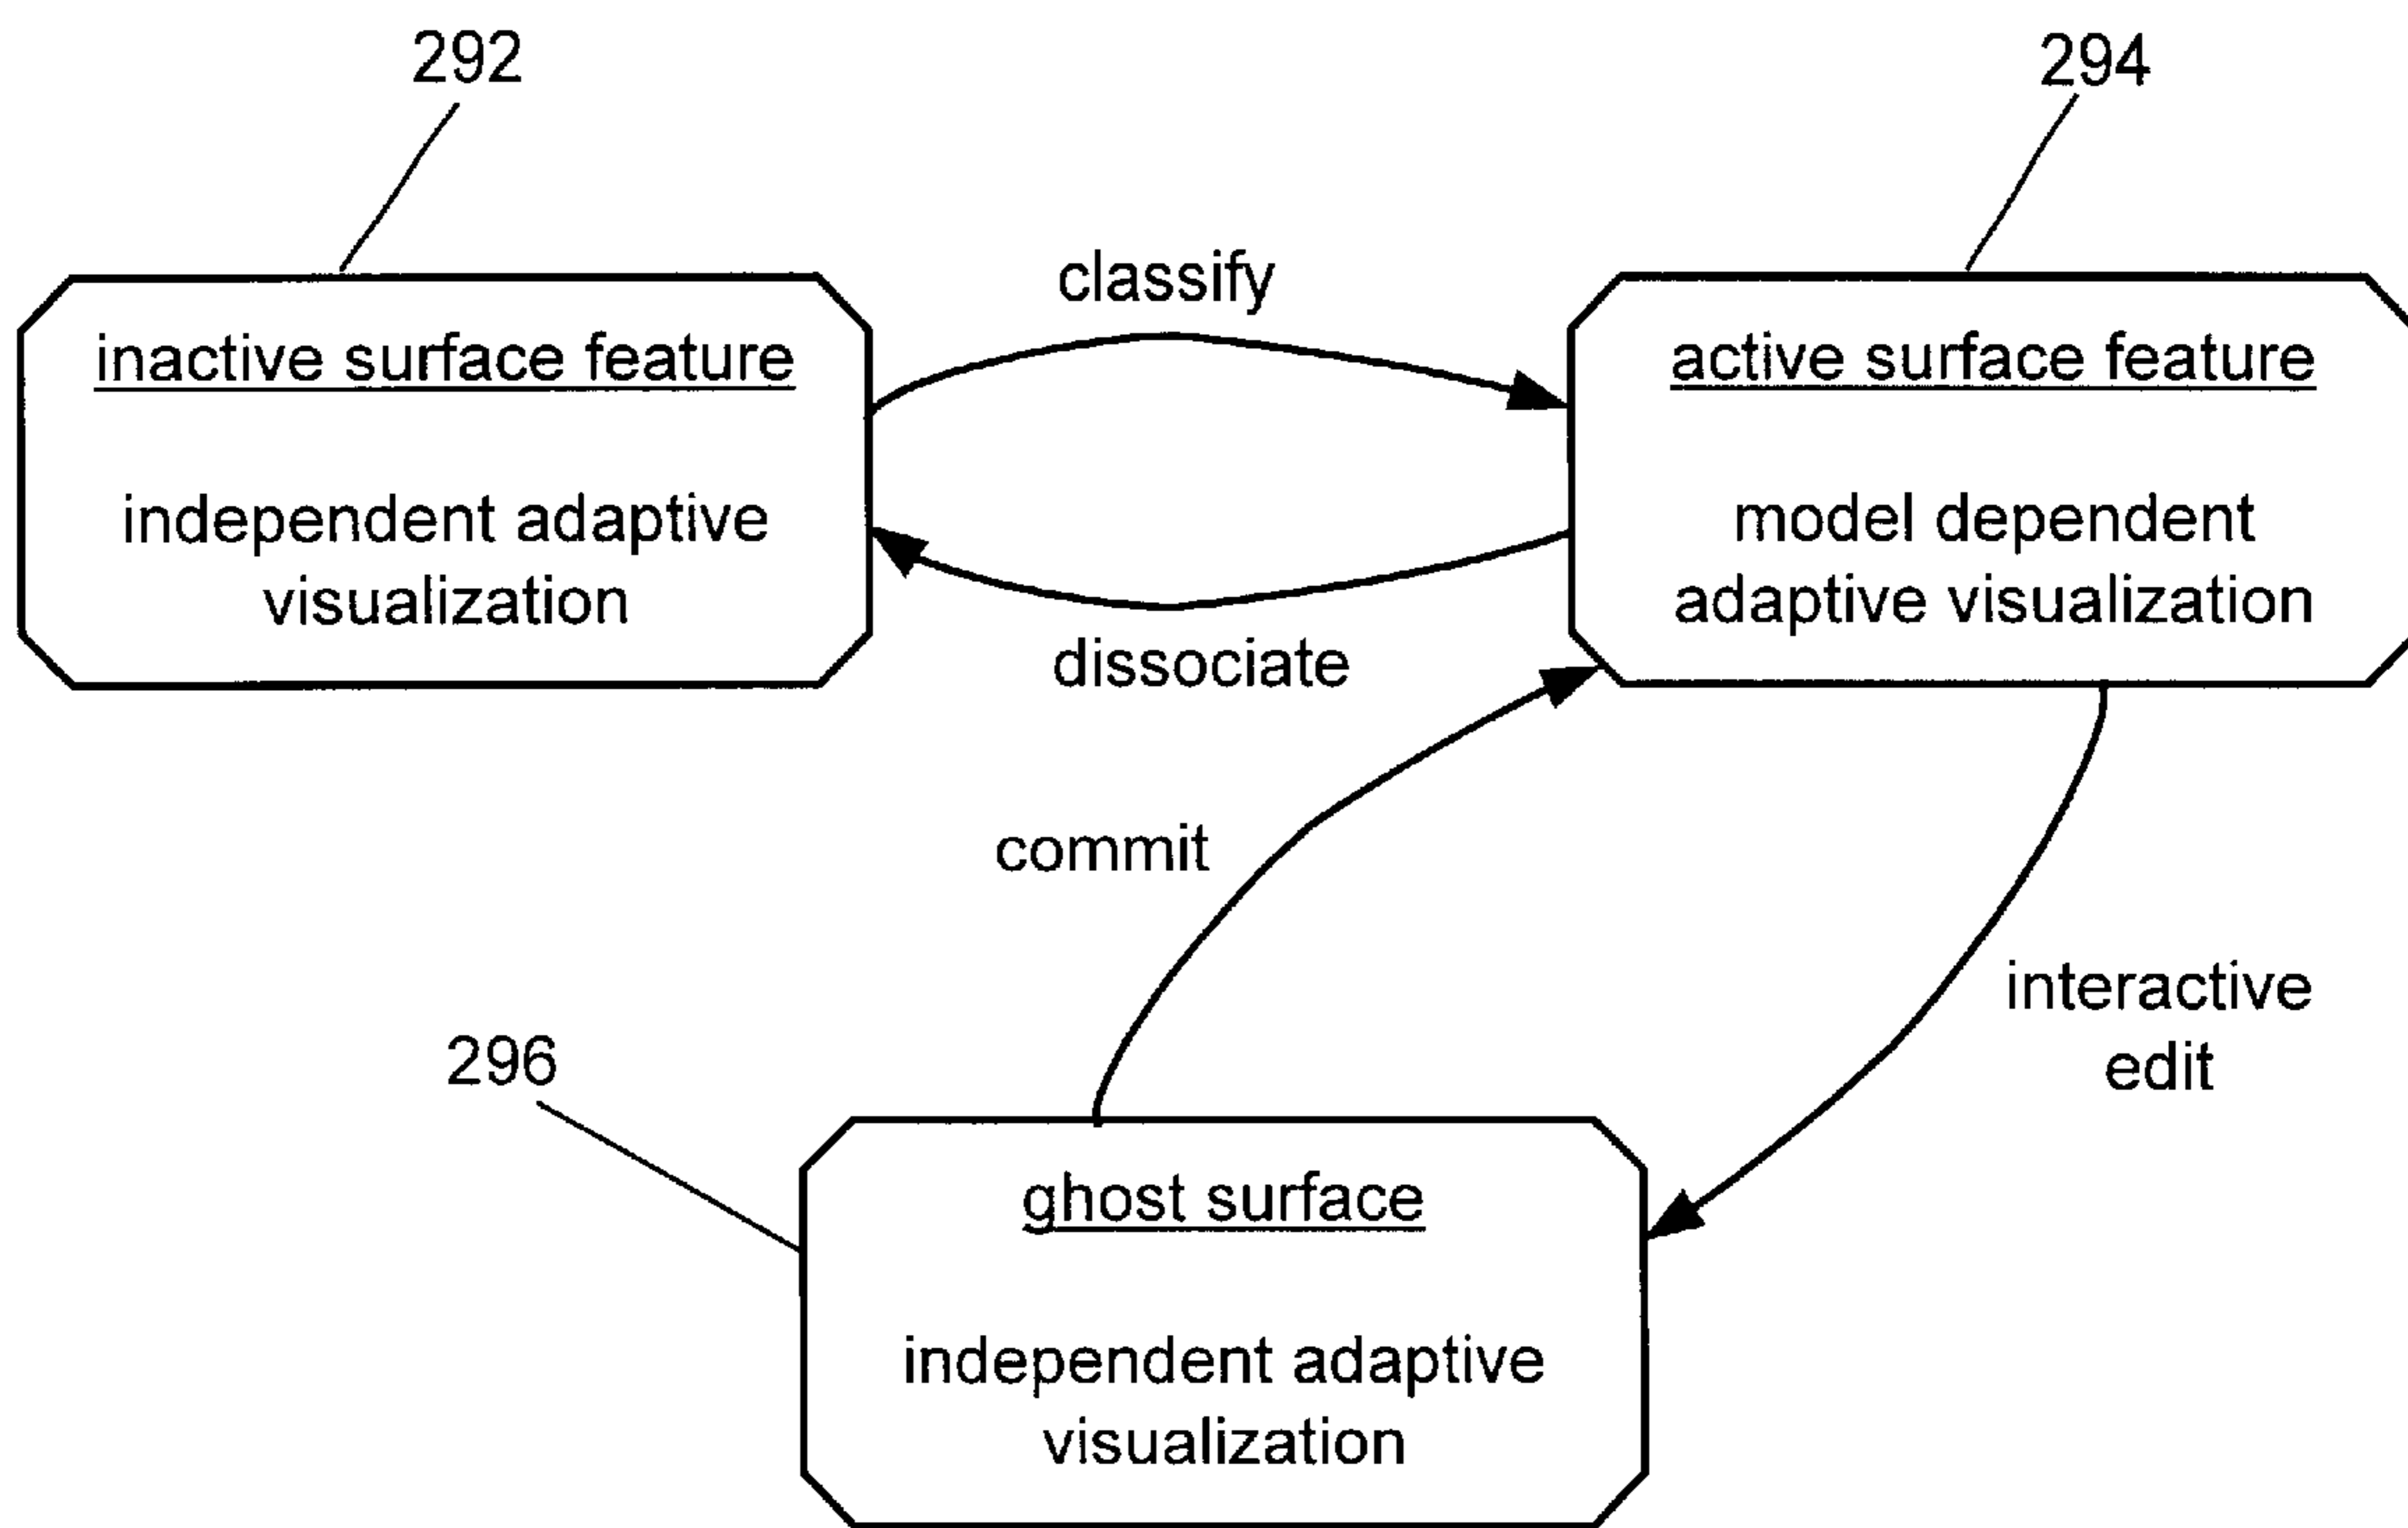 292
294
classify
inactive surface feature
active surface feature
independent adaptive
visualization
model dependent
adaptive visualization
dissociate
commit
interactive
edit
296
ghost surface
independent adaptive
visualization